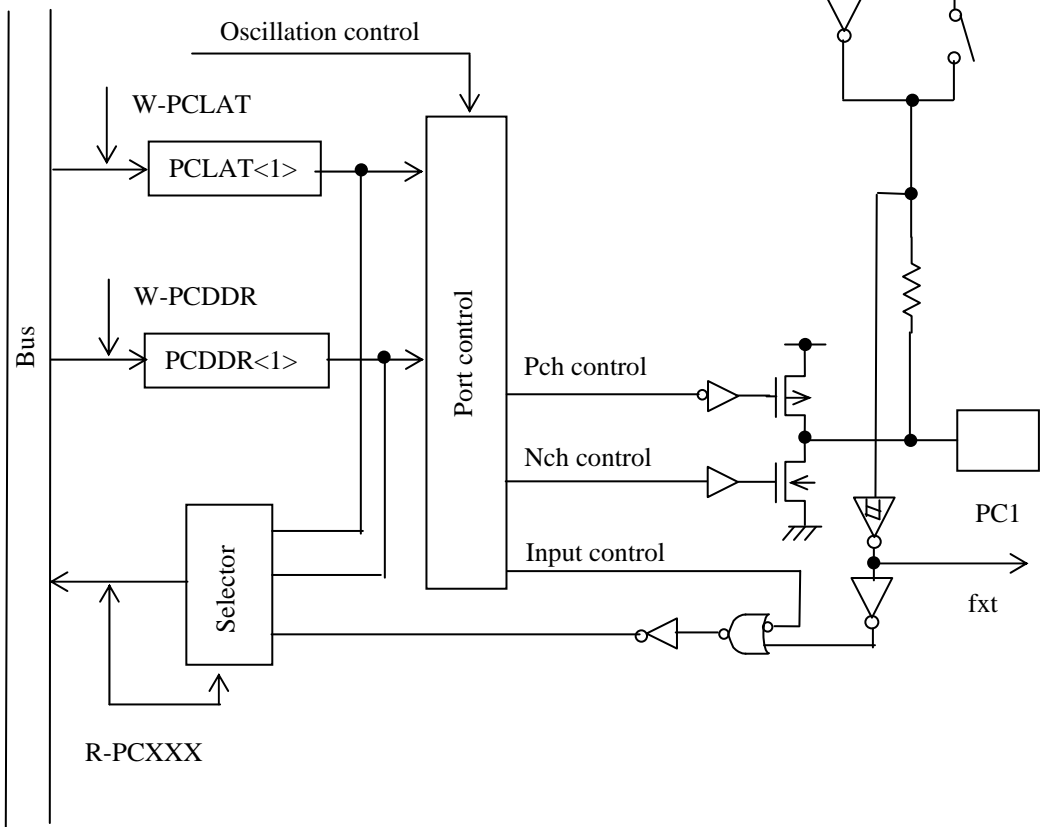 Oscillation control
W-PCLAT
PCLAT<1>
W-PCDDR
PCDDR<1>
Bus
Port control
Pch control
Nch control
PC1
Input control
fxt
Selector
R-PCXXX